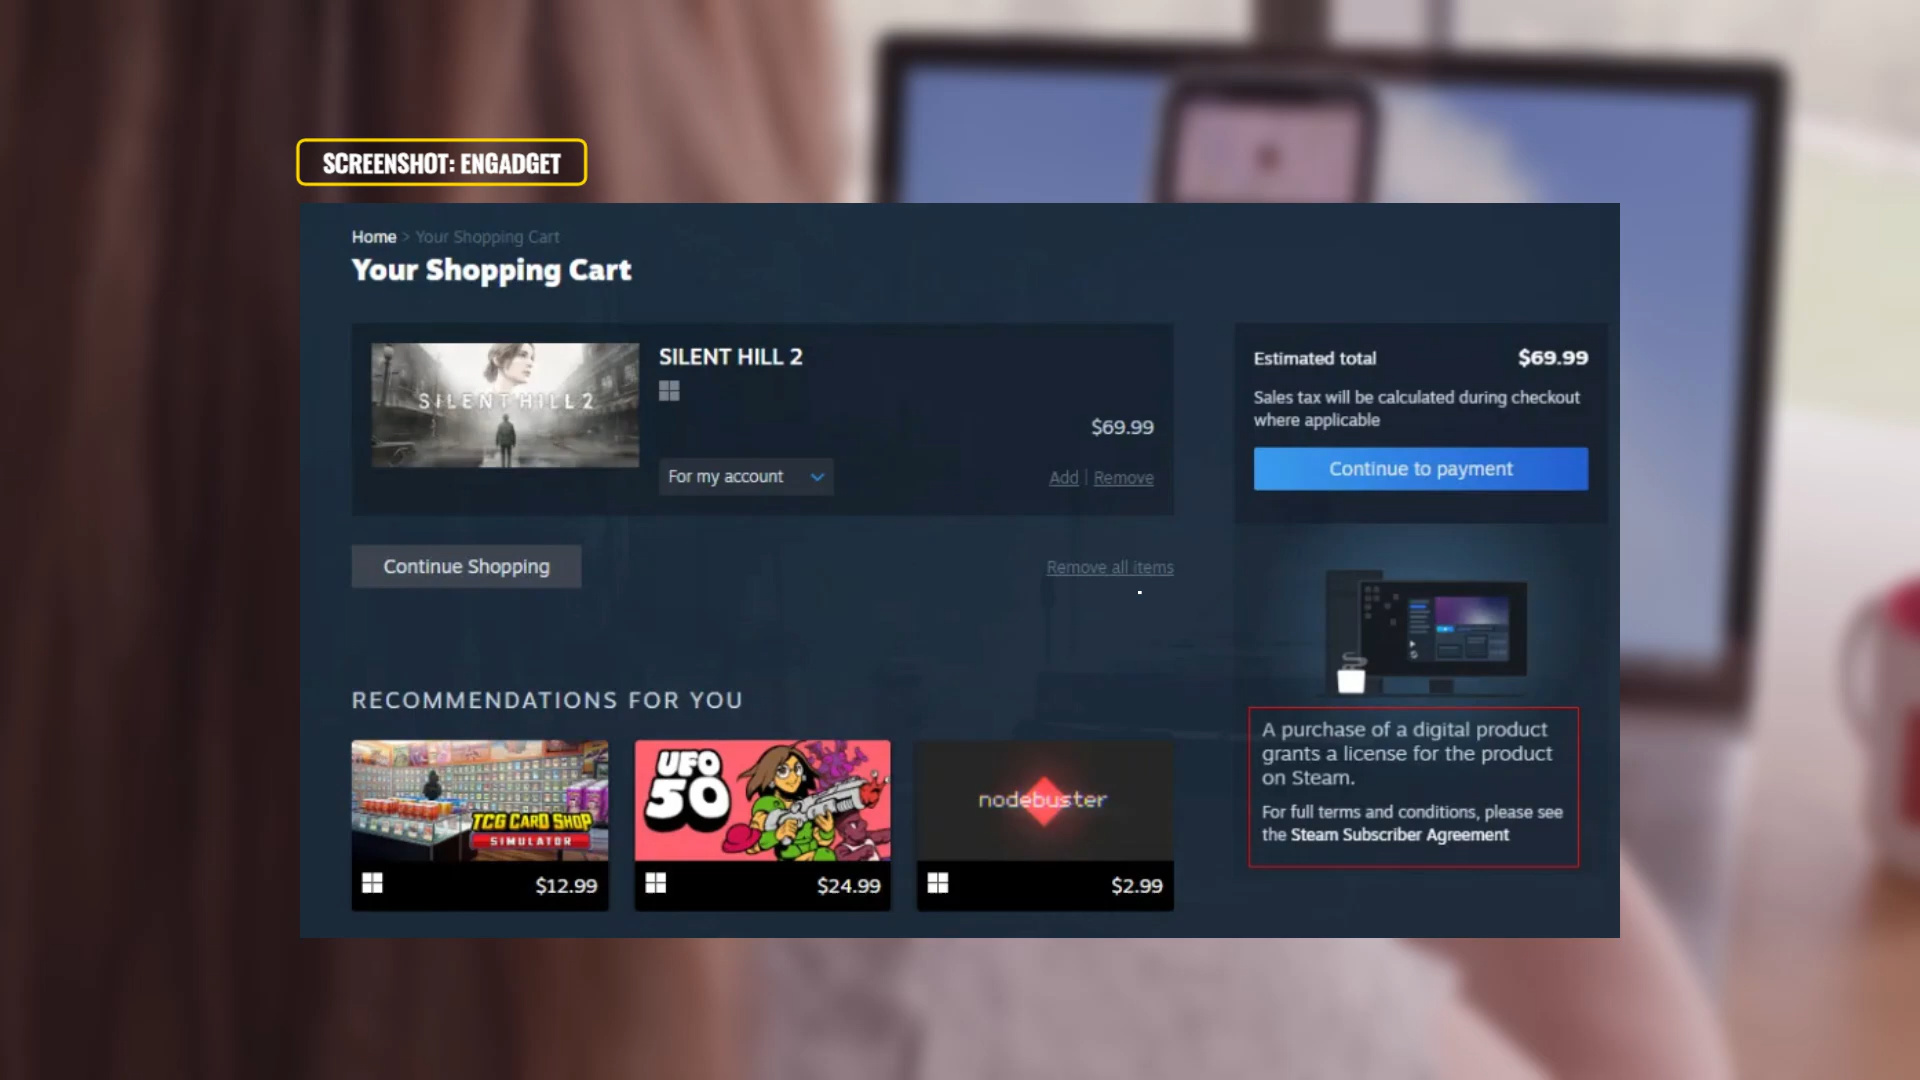 SCREENSHOT: ENGADGET
Home > Your Shopping Cart
Your Shopping Cart
SILENT HILL 2
SILENT HILL 2
$69.99
For my account
Add | Remove
Continue Shopping
Remove all items
Estimated total $69.99
Sales tax will be calculated during checkout
where applicable
Continue to payment
A purchase of a digital product
grants a license for the product
on Steam.
For full terms and conditions, please see
the Steam Subscriber Agreement
RECOMMENDATIONS FOR YOU
TCG CARD SHOP
SIMULATOR
$12.99
UFO
50
$24.99
nodebuster
$2.99